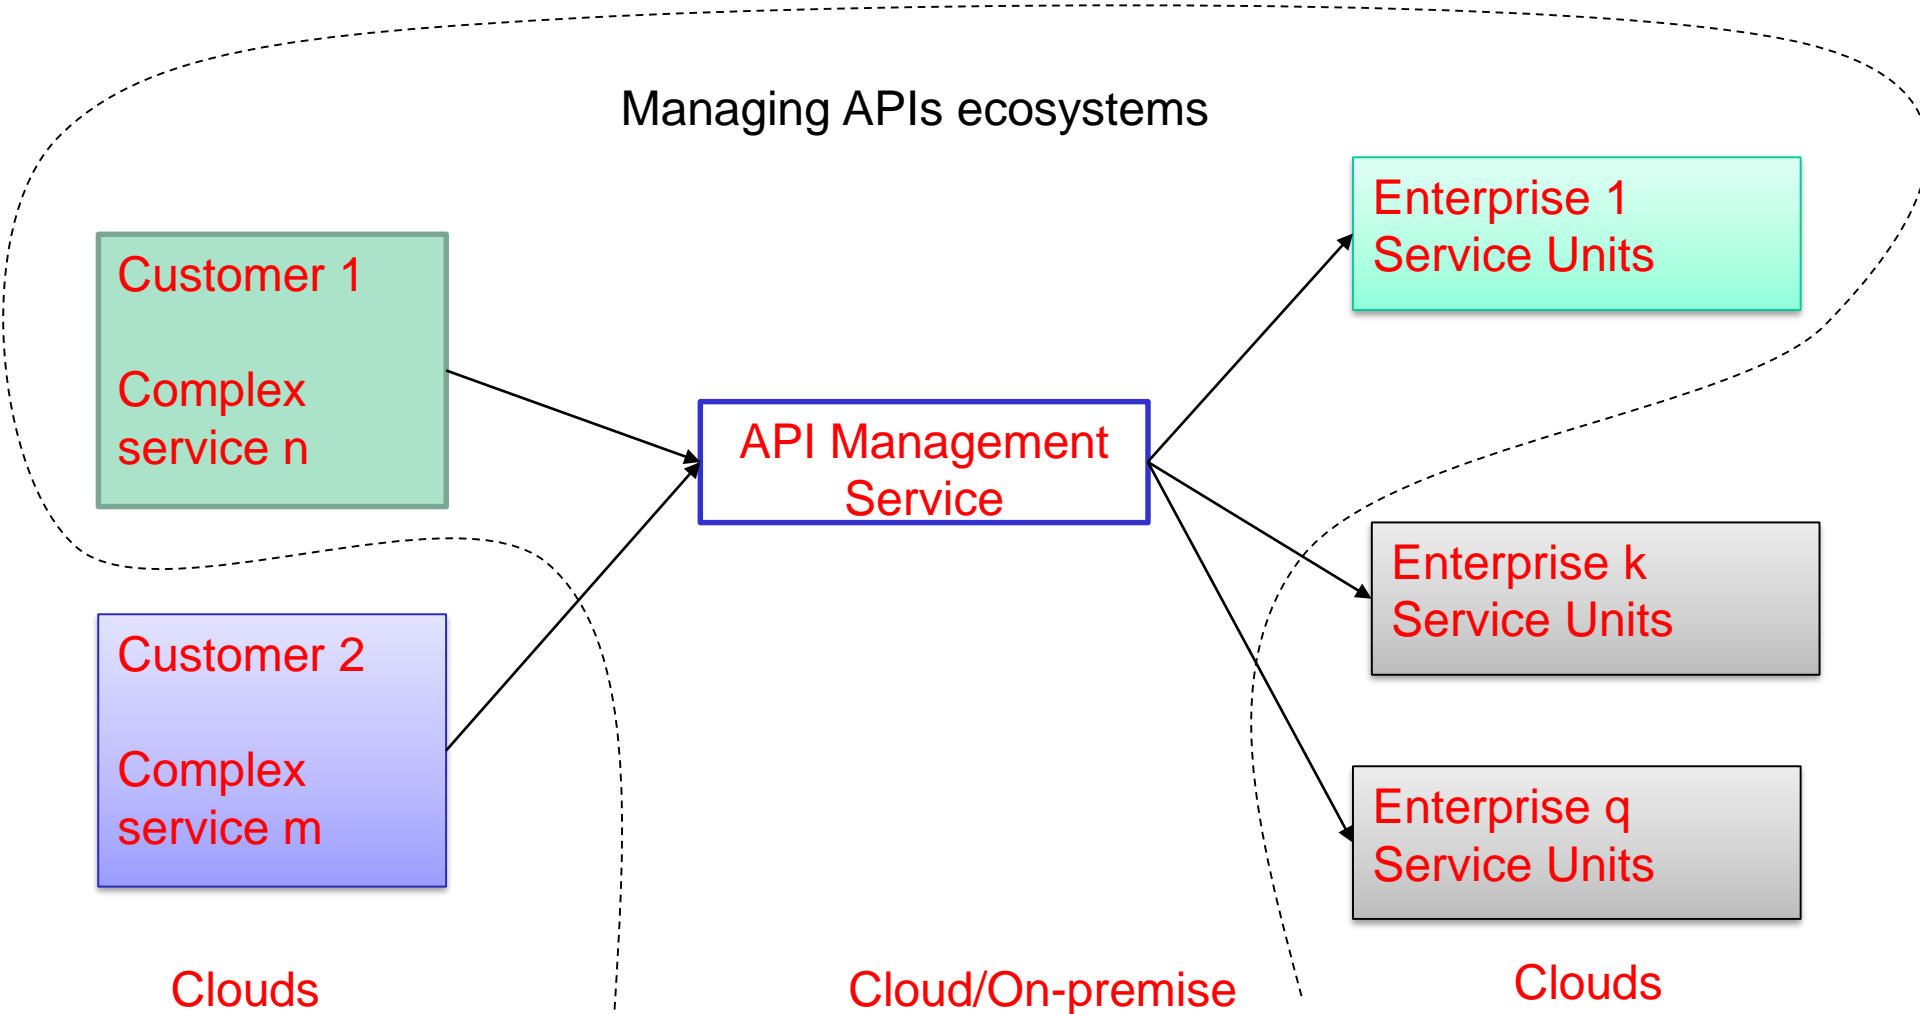 Managing APIs ecosystems
Customer 1
Complex
service n
Customer 2
Complex
service m
API Management
Service
Enterprise 1
Service Units
Enterprise k
Service Units
Enterprise q
Service Units
Clouds
Cloud/On-premise
Clouds